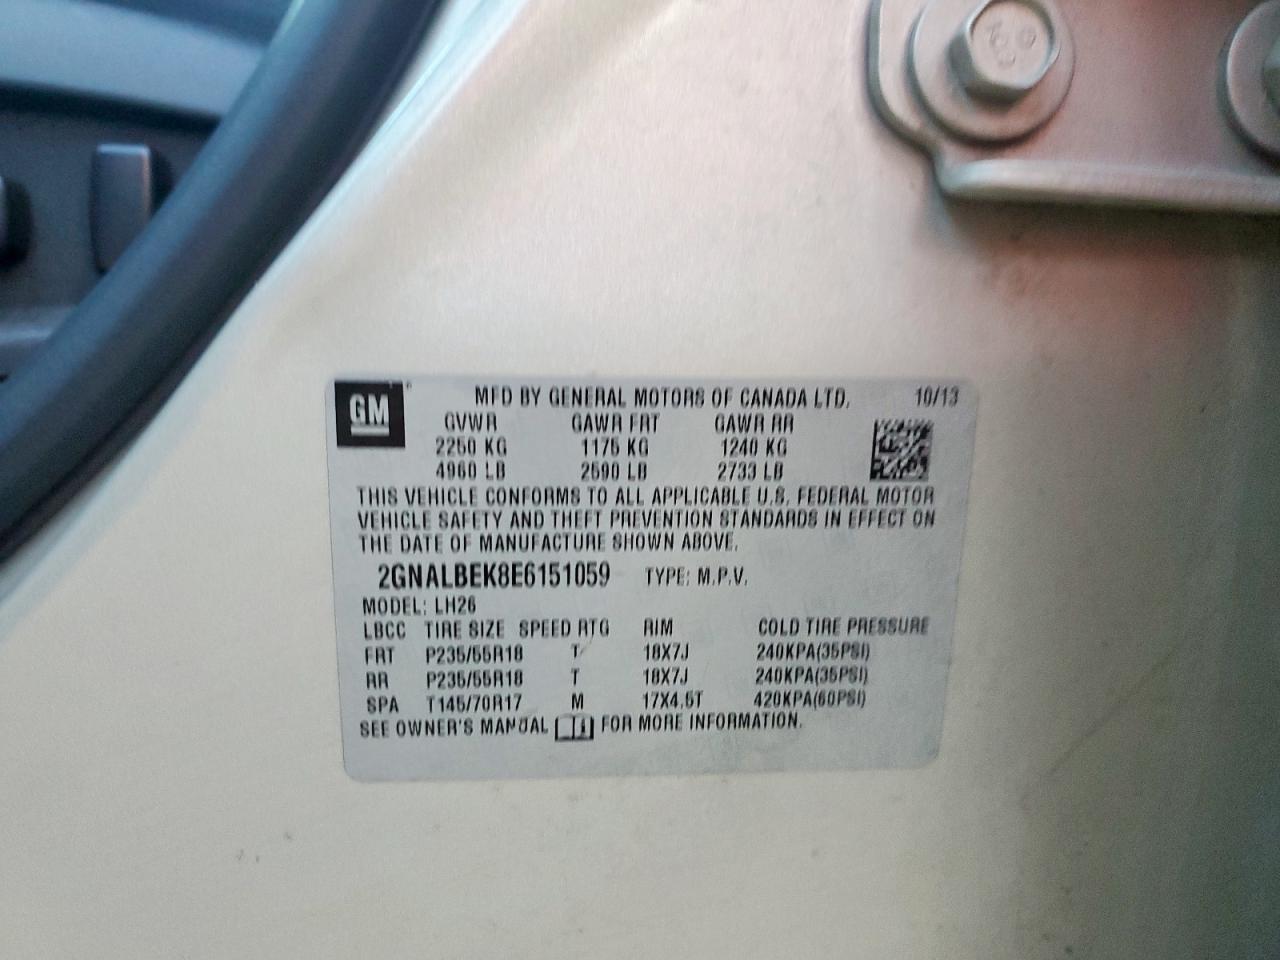 GM MFD BY GENERAL MOTORS OF CANADA LTD. 10/13
GVWR GAWR FRT GAWR RR
2250 KG 1175 KG 1240 KG
4960 LB 2590 LB 2733 LB
THIS VEHICLE CONFORMS TO ALL APPLICABLE U.S. FEDERAL MOTOR
VEHICLE SAFETY AND THEFT PREVENTION STANDARDS IN EFFECT ON
THE DATE OF MANUFACTURE SHOWN ABOVE.
2GNALBEK8E6151059 TYPE: M.P.V.
MODEL: LH26
LBCC TIRE SIZE SPEED RTG RIM COLD TIRE PRESSURE
FRT P235/55R18 T 18X7J 240KPA(35PSI)
RR P235/55R18 T 18X7J 240KPA(35PSI)
SPA T145/70R17 M 17X4.5T 420KPA(60PSI)
SEE OWNER'S MANUAL FOR MORE INFORMATION.